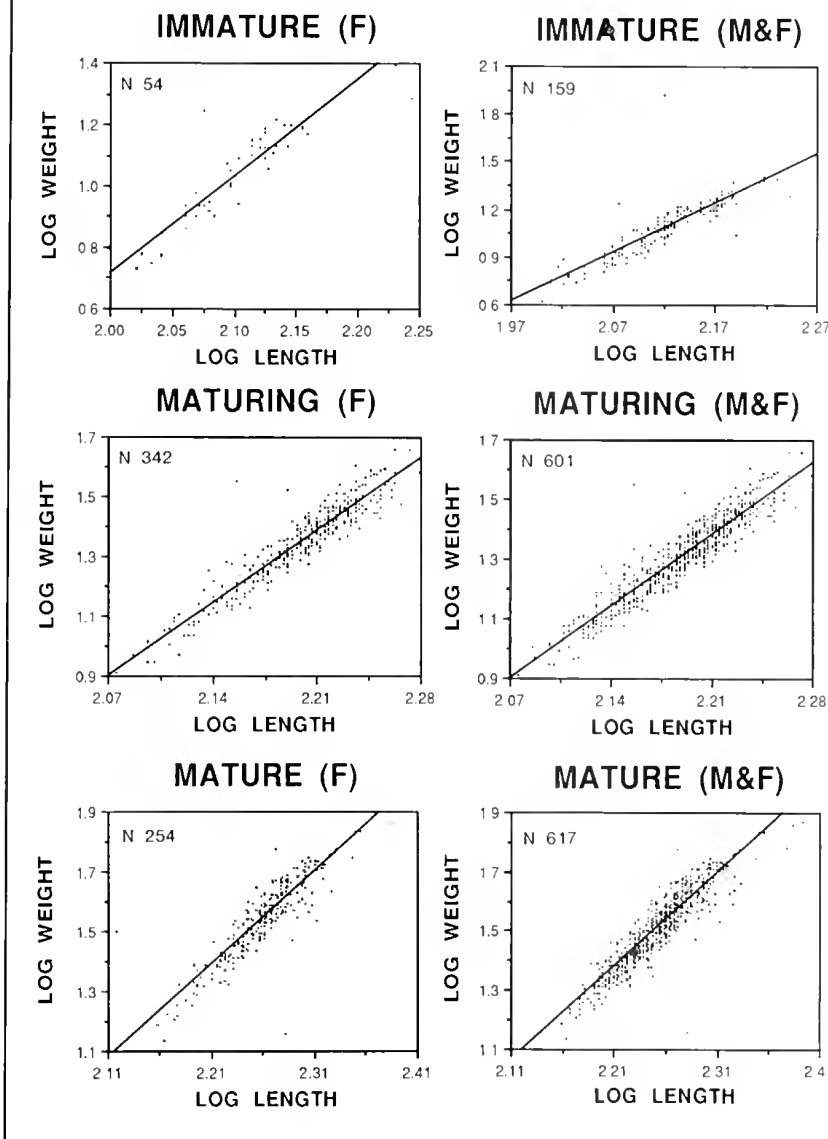 IMMATURE (F)
1.4
1.2
1.0
0.8
0 6
N 54
LOG WEIGHT
2.00 2.05 2.10 2.15 2.20 2.25
LOG LENGTH
IMMATURE (M&F)
2 1
1.8
1.5
1.2
0.9
0 6
N 159
LOG WEIGHT
1 97 2.07 2.17 2 27
LOG LENGTH
MATURING (F)
1.7
1.5
1.3
1.1
0.9
N 342
LOG WEIGHT
2.07 2.14 2.21 2.28
LOG LENGTH
MATURING (M&F)
1.7
1 5
1.3
1.1
0.9
N 601
LOG WEIGHT
2 07 2.14 2.21 2 28
LOG LENGTH
MATURE (F)
1.9
1.7
1.5
1.3
1.1
N 254
LOG WEIGHT
2 11 2.21 2.31 2.41
LOG LENGTH
MATURE (M&F)
1.9
1.7
1.5
1.3
1 1
N 617
LOG WEIGHT
2.11 2.21 2 31 2 4
LOG LENGTH